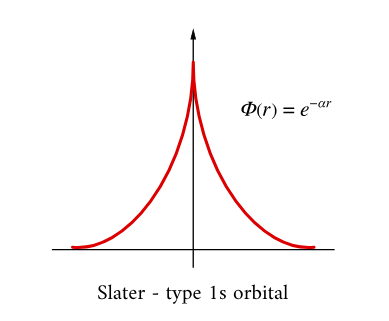 Φ(r) = e^{-αr}
Slater - type 1s orbital